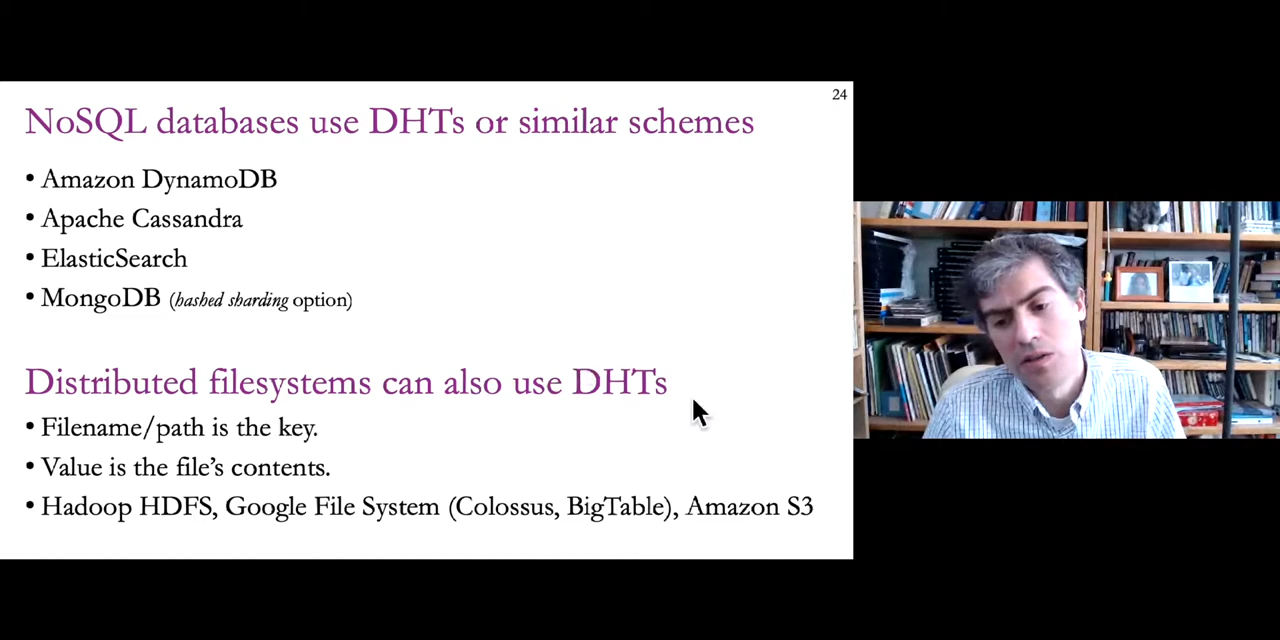 24
NoSQL databases use DHTs or similar schemes
• Amazon DynamoDB
• Apache Cassandra
• ElasticSearch
• MongoDB (hashed sharding option)
Distributed filesystems can also use DHTs
• Filename/path is the key.
• Value is the file’s contents.
• Hadoop HDFS, Google File System (Colossus, BigTable), Amazon S3